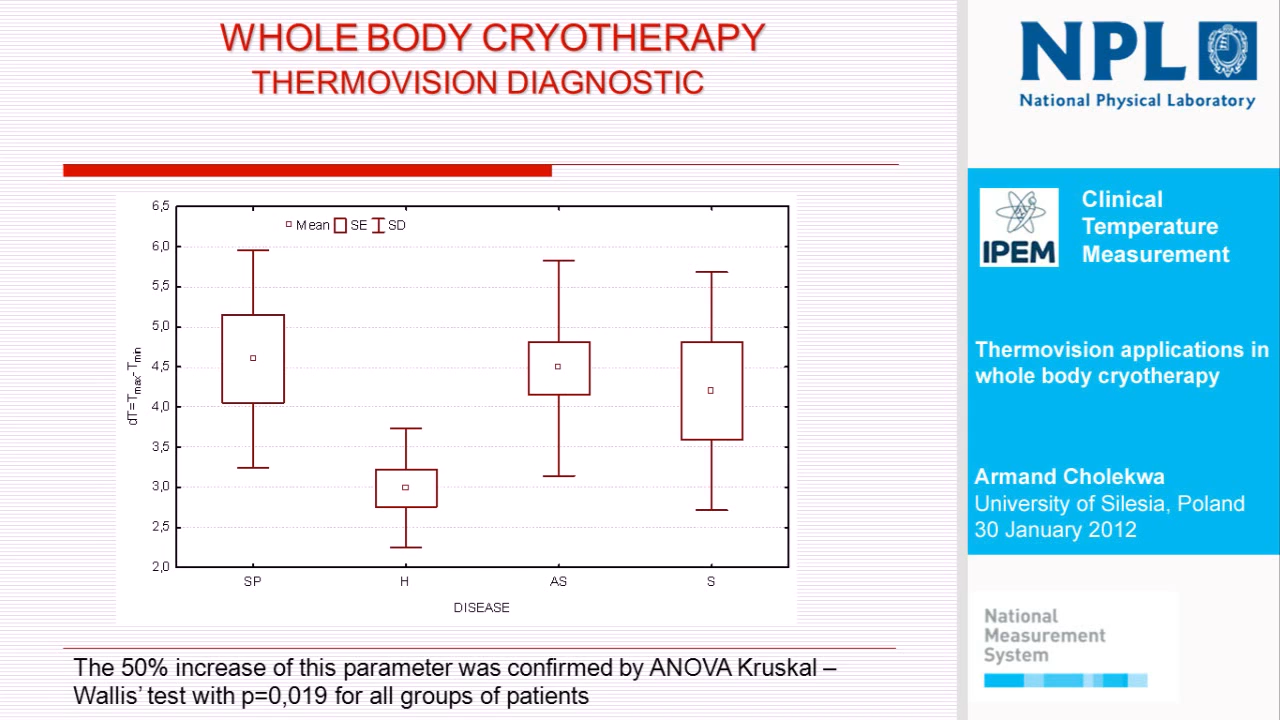 WHOLE BODY CRYOTHERAPY
THERMOVISION DIAGNOSTIC
6,5
6,0
5,5
5,0
4,5
4,0
3,5
3,0
2,5
2,0
dT=Tmax-Tmin
Mean SE SD
SP H AS S
DISEASE
The 50% increase of this parameter was confirmed by ANOVA Kruskal –
Wallis’ test with p=0,019 for all groups of patients
NPL
National Physical Laboratory
IPEM
Clinical
Temperature
Measurement
Thermovision applications in
whole body cryotherapy
Armand Cholekwa
University of Silesia, Poland
30 January 2012
National
Measurement
System